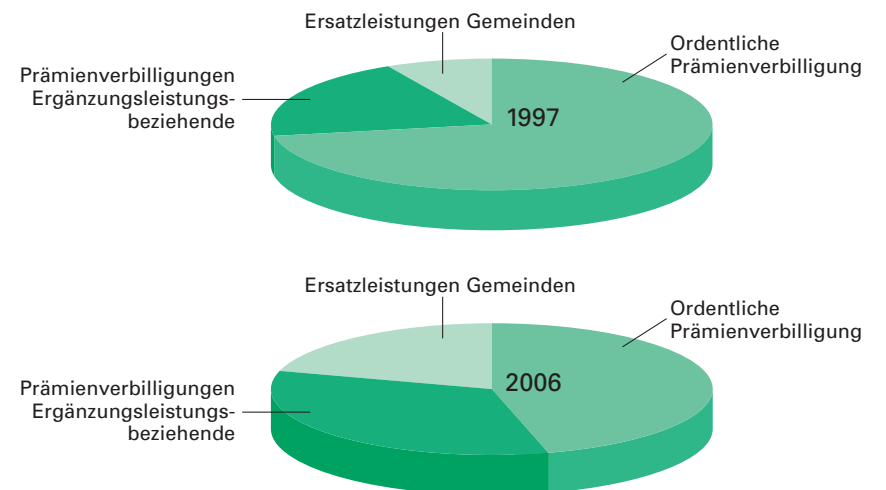 Ersatzleistungen Gemeinden
Ordentliche
Prämienverbilligung
Prämienverbilligungen
Ergänzungsleistungs-
beziehende
1997
Ersatzleistungen Gemeinden
Ordentliche
Prämienverbilligung
Prämienverbilligungen
Ergänzungsleistungs-
beziehende
2006